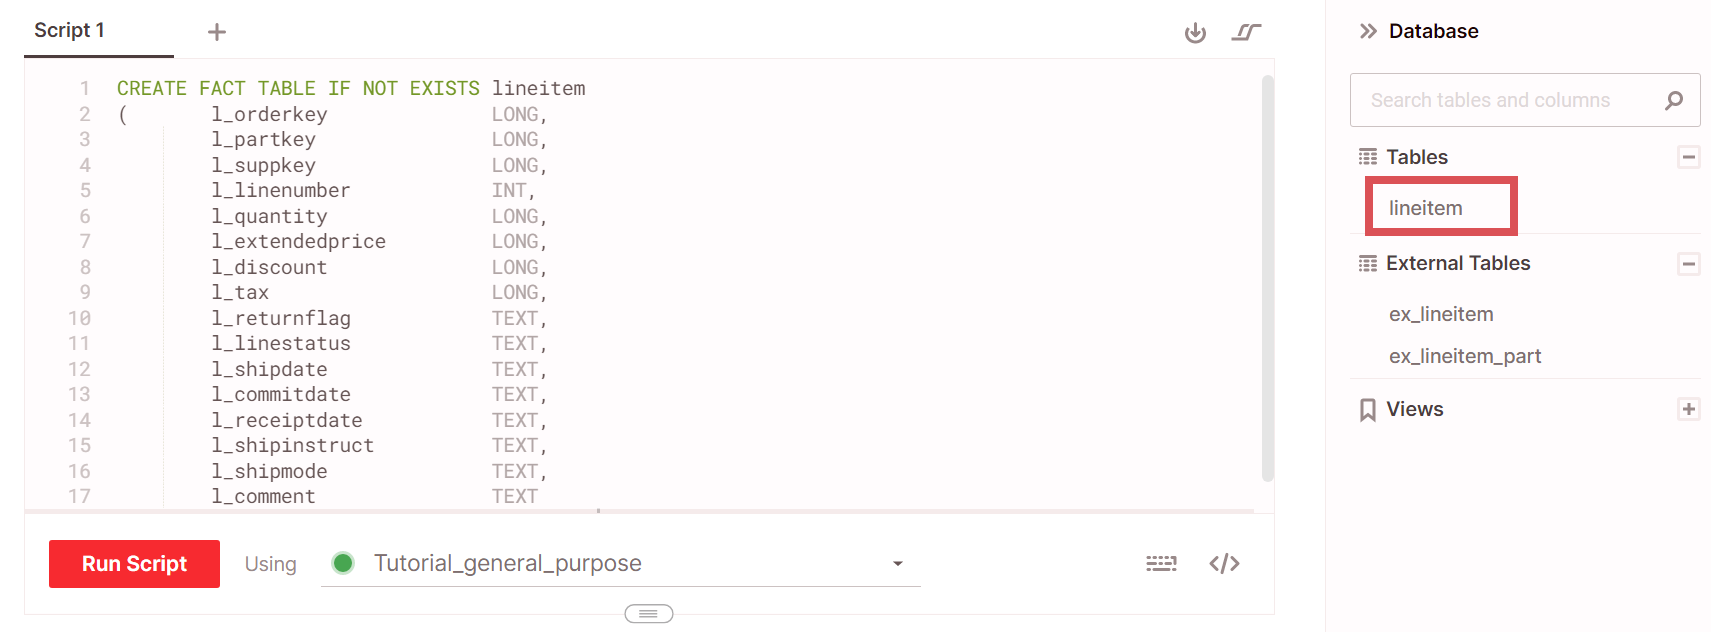 Script 1 +
1 CREATE FACT TABLE IF NOT EXISTS lineitem
2 ( l_orderkey LONG,
3 l_partkey LONG,
4 l_suppkey LONG,
5 l_linenumber INT,
6 l_quantity LONG,
7 l_extendedprice LONG,
8 l_discount LONG,
9 l_tax LONG,
10 l_returnflag TEXT,
11 l_linestatus TEXT,
12 l_shipdate TEXT,
13 l_commitdate TEXT,
14 l_receiptdate TEXT,
15 l_shipinstruct TEXT,
16 l_shipmode TEXT,
17 l_comment TEXT
Run Script Using Tutorial_general_purpose
Database
Search tables and columns
Tables
lineitem
External Tables
ex_lineitem
ex_lineitem_part
Views